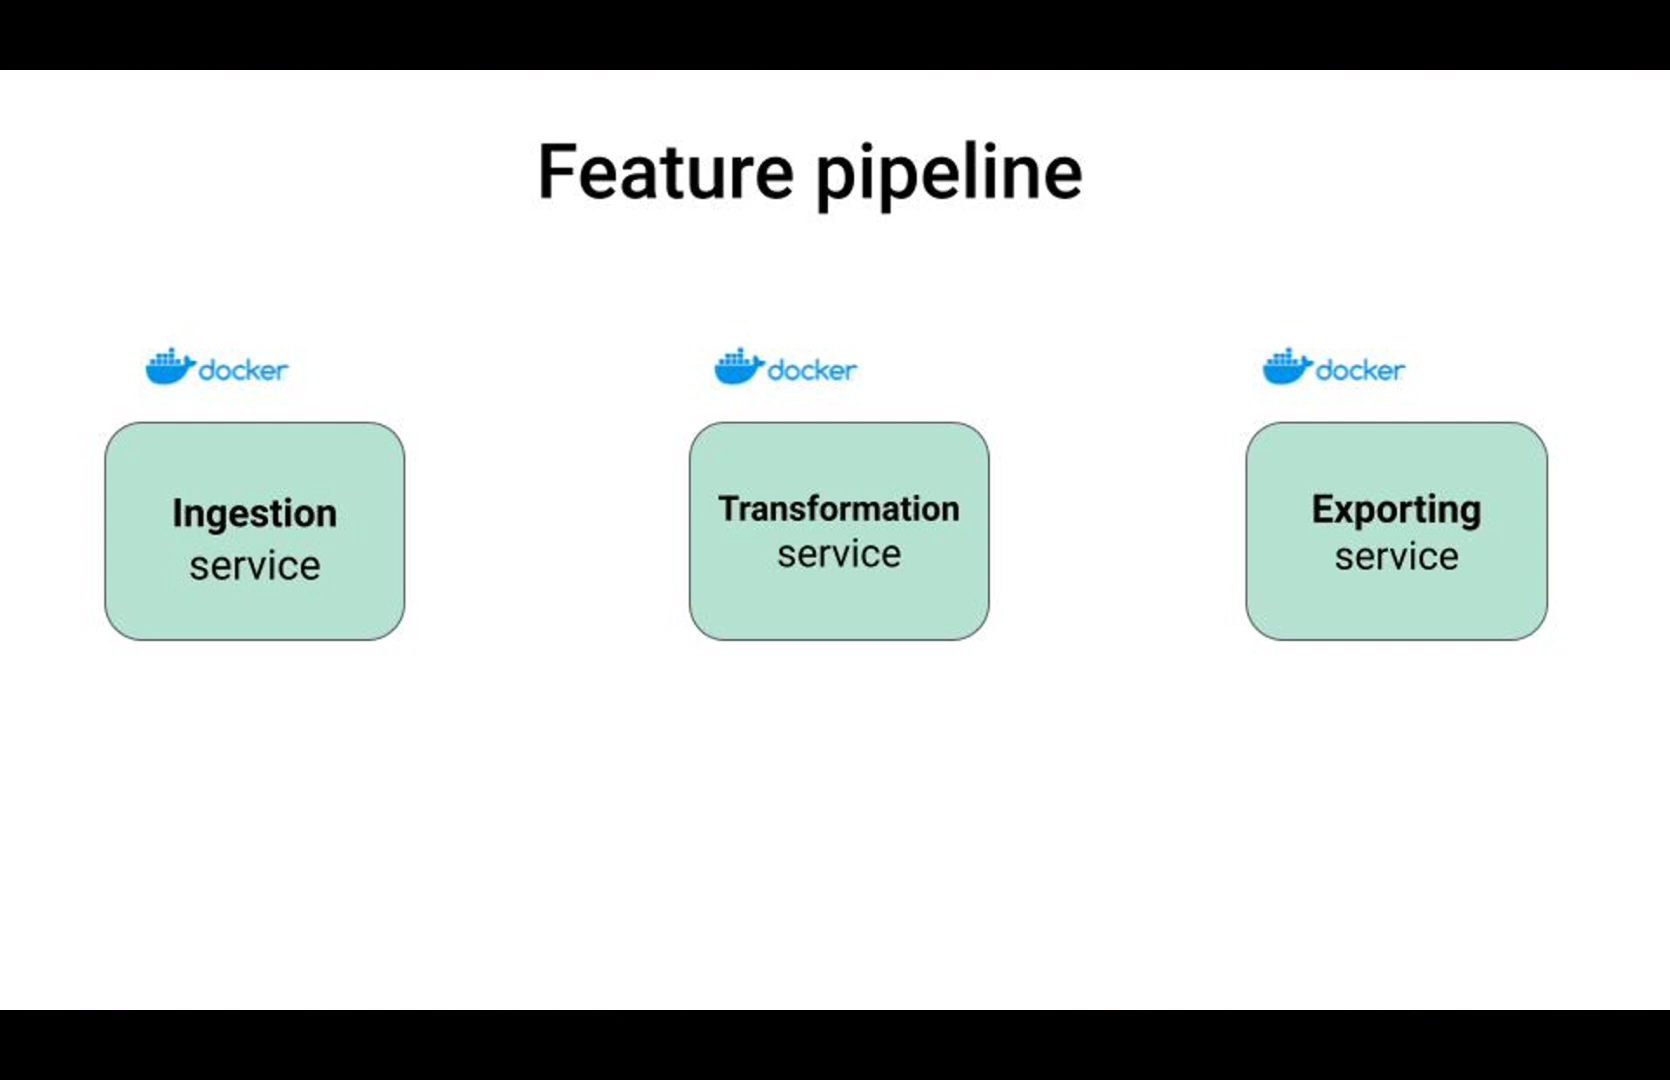 Feature pipeline
docker
docker
docker
Ingestion
service
Transformation
service
Exporting
service